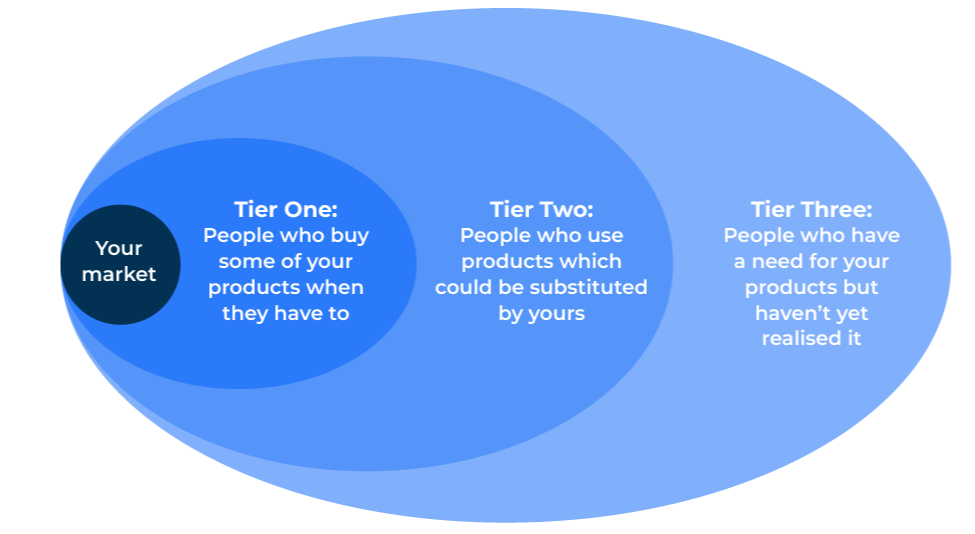 Your
market
Tier One:
People who buy
some of your
products when
they have to
Tier Two:
People who use
products which
could be substituted
by yours
Tier Three:
People who have
a need for your
products but
haven’t yet
realised it